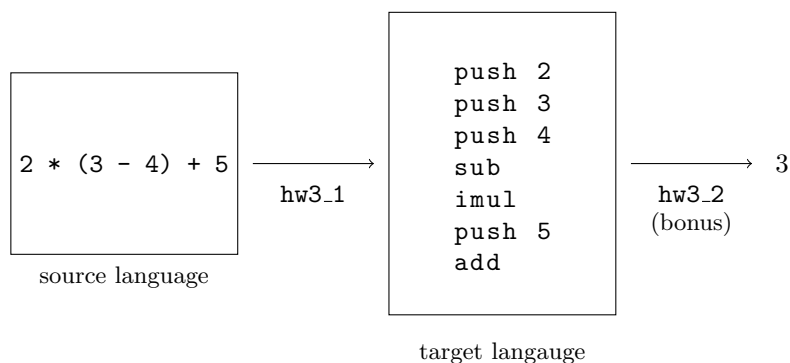 2 * (3 - 4) + 5
source language
hw3_1
push 2
push 3
push 4
sub
imul
push 5
add
target langauge
hw3_2
(bonus)
3